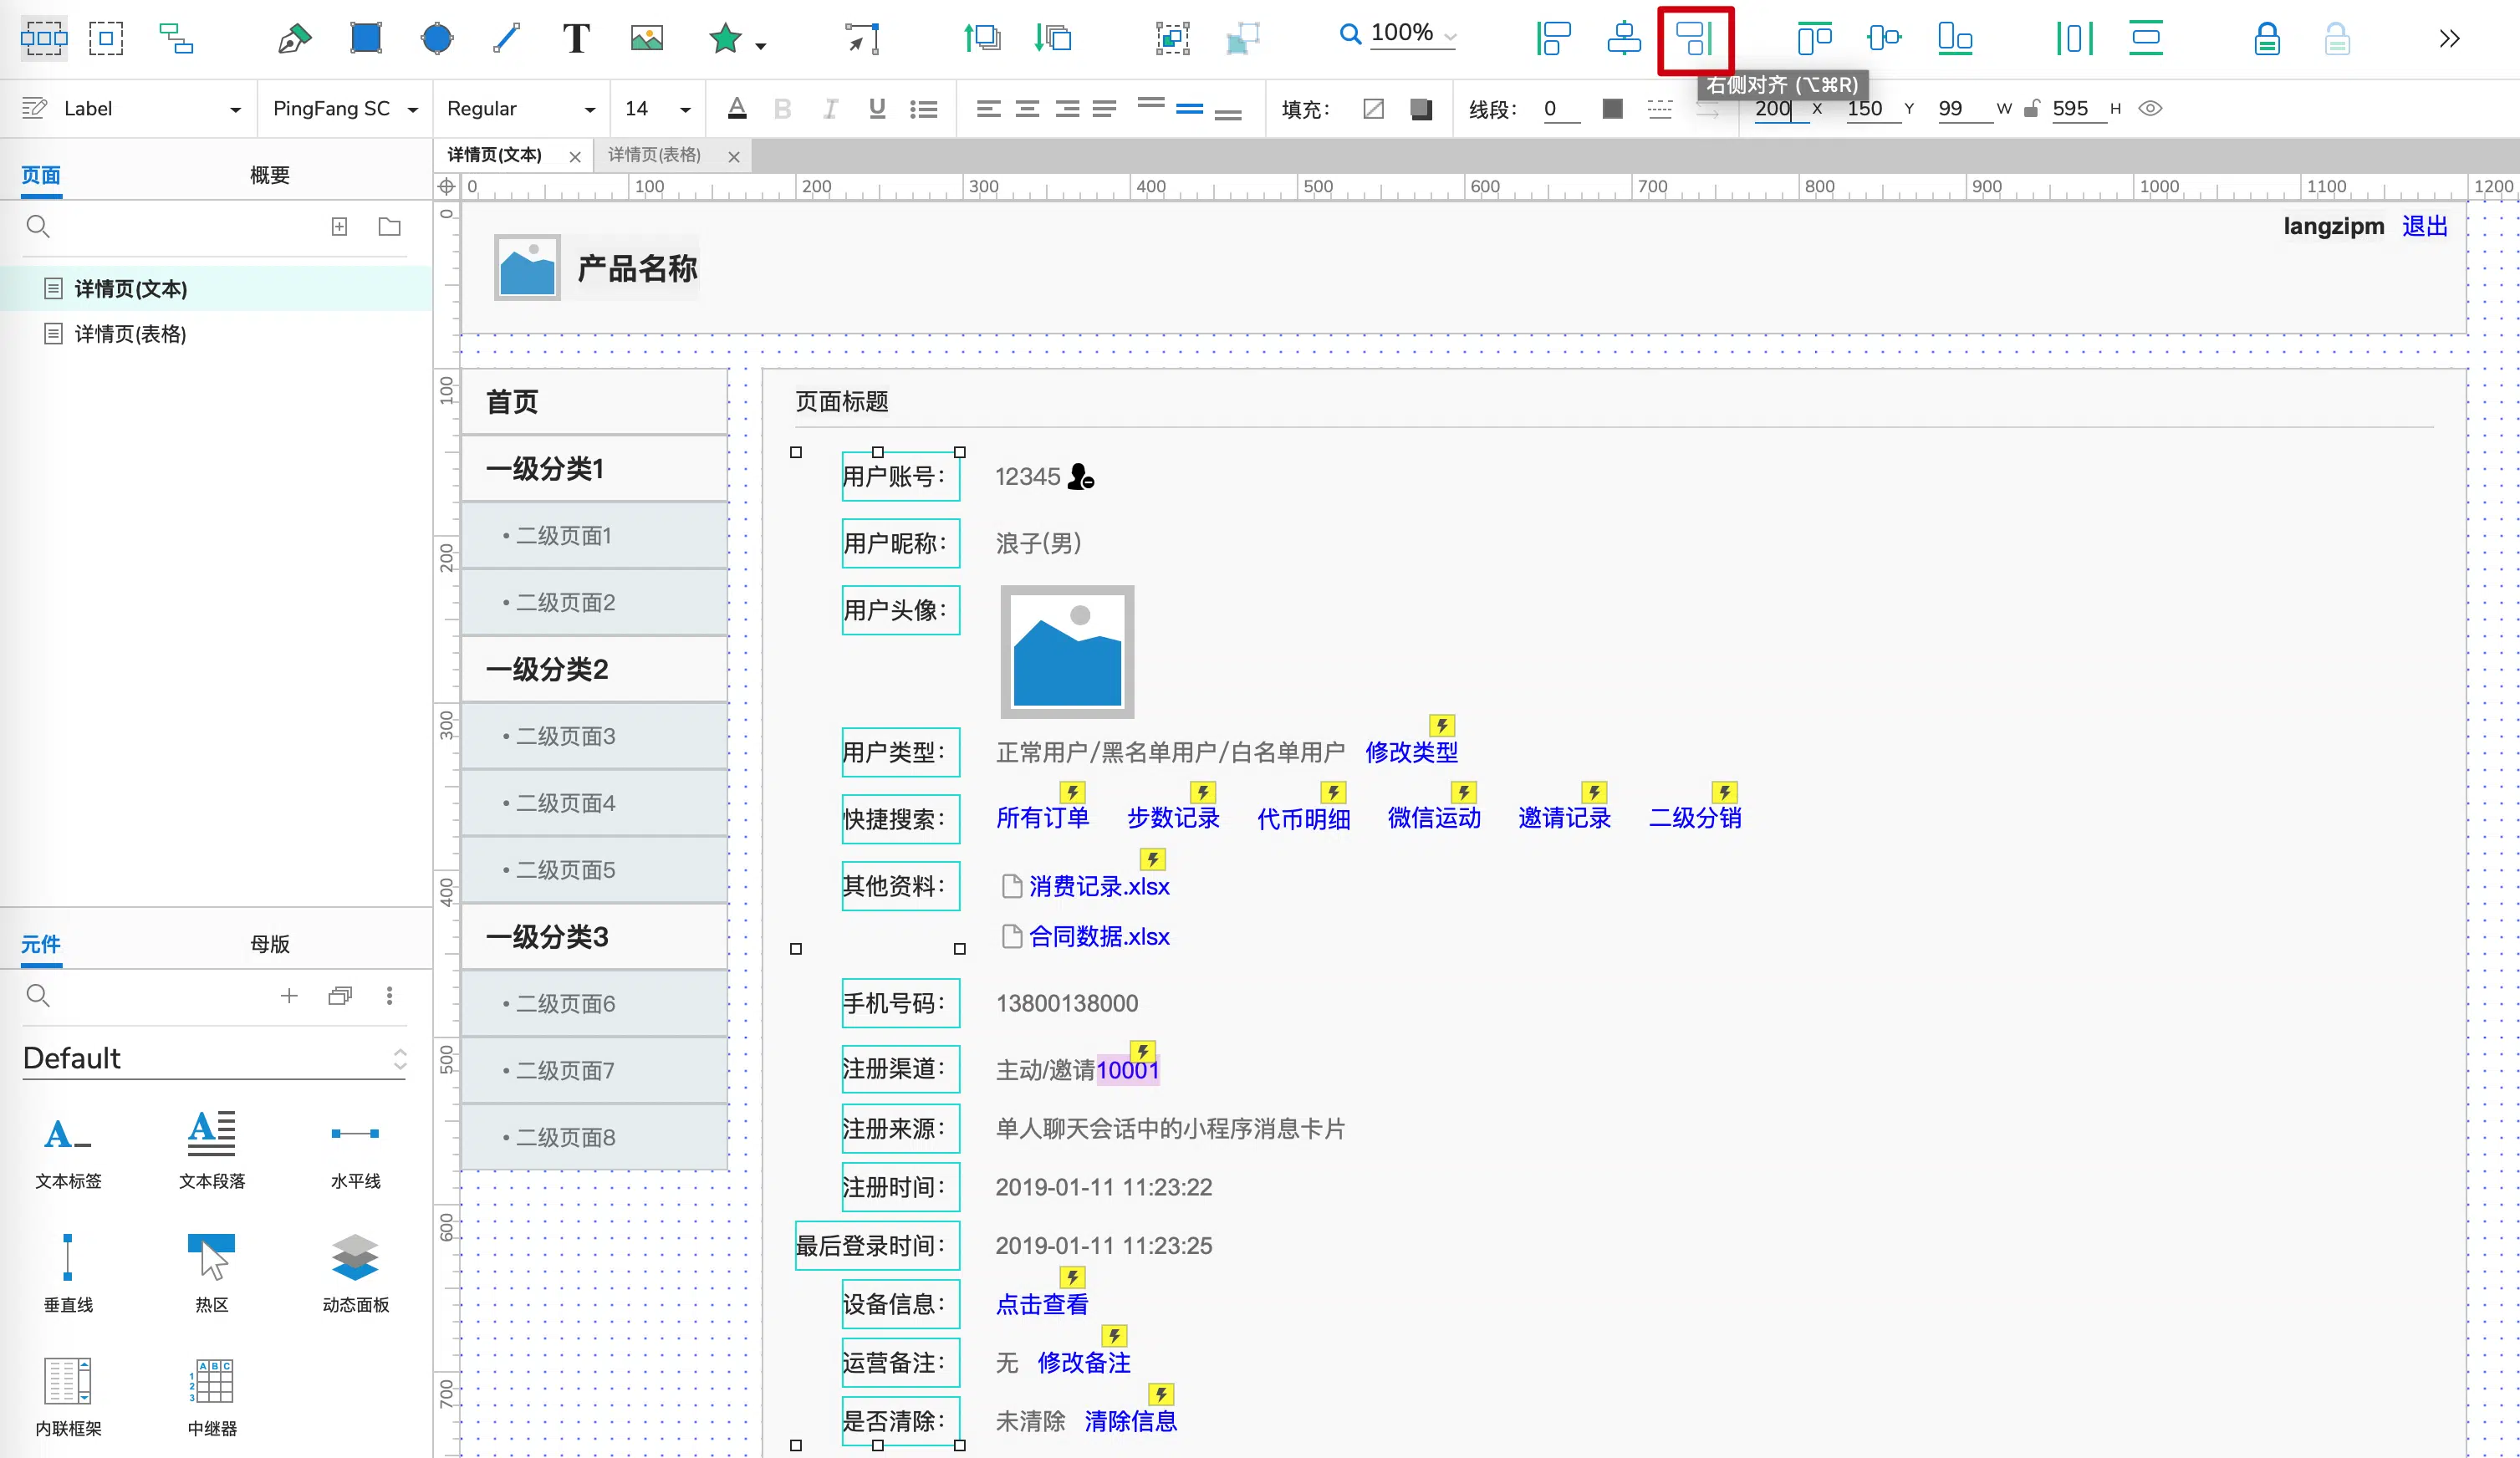 100%
右侧对齐 (⌥⌘R)
Label
PingFang SC
Regular
14
填充：
线段：
0
200 X
150 Y
99 W
595 H
页面
概要
详情页(文本)
详情页(表格)
详情页(文本)
详情页(表格)
0 100 200 300 400 500 600 700 800 900 1000 1100 1200
0
100
200
300
400
500
600
700
langzipm 退出
产品名称
首页
一级分类1
• 二级页面1
• 二级页面2
一级分类2
• 二级页面3
• 二级页面4
• 二级页面5
一级分类3
• 二级页面6
• 二级页面7
• 二级页面8
页面标题
用户账号： 12345
用户昵称： 浪子(男)
用户头像：
用户类型： 正常用户/黑名单用户/白名单用户 修改类型
快捷搜索： 所有订单 步数记录 代币明细 微信运动 邀请记录 二级分销
其他资料： 消费记录.xlsx
合同数据.xlsx
手机号码： 13800138000
注册渠道： 主动/邀请10001
注册来源： 单人聊天会话中的小程序消息卡片
注册时间： 2019-01-11 11:23:22
最后登录时间： 2019-01-11 11:23:25
设备信息： 点击查看
运营备注： 无 修改备注
是否清除： 未清除 清除信息
元件
母版
Default
文本标签
文本段落
水平线
垂直线
热区
动态面板
内联框架
A B C
1
2
3
中继器